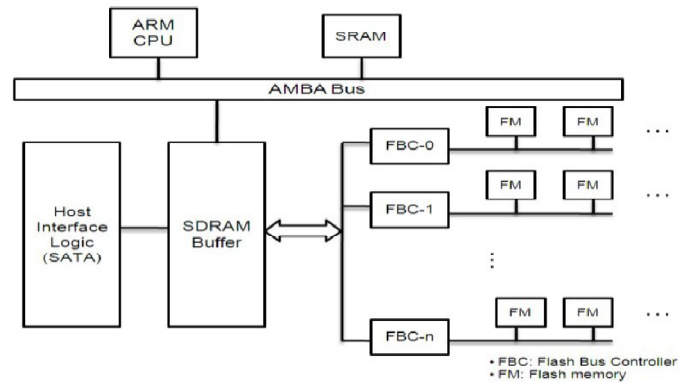 ARM
CPU
SRAM
AMBA Bus
Host
Interface
Logic
(SATA)
SDRAM
Buffer
FBC-0
FM
FM
...
FBC-1
FM
FM
...
FBC-n
FM
FM
...
• FBC: Flash Bus Controller
• FM: Flash memory